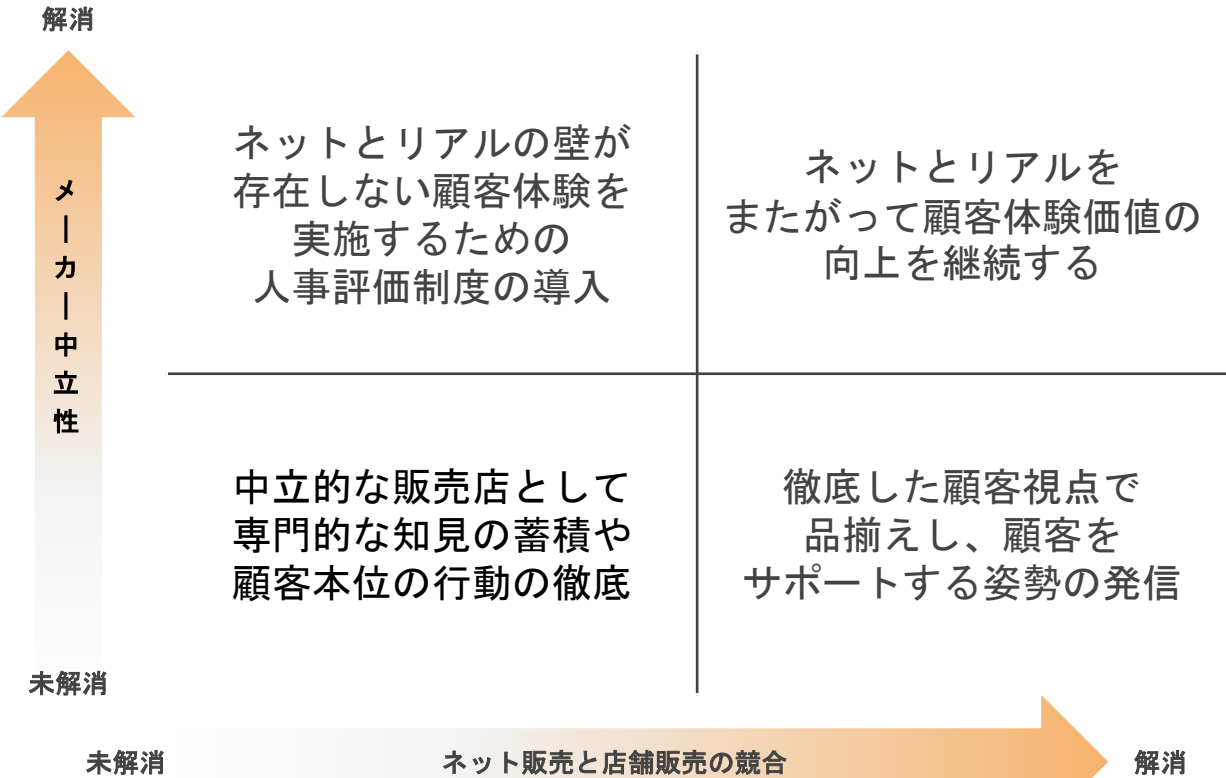 解消
メーカー中立性
ネットとリアルの壁が
存在しない顧客体験を
実施するための
人事評価制度の導入
ネットとリアルを
またがって顧客体験価値の
向上を継続する
中立的な販売店として
専門的な知見の蓄積や
顧客本位の行動の徹底
徹底した顧客視点で
品揃えし、顧客を
サポートする姿勢の発信
未解消
未解消
ネット販売と店舗販売の競合
解消